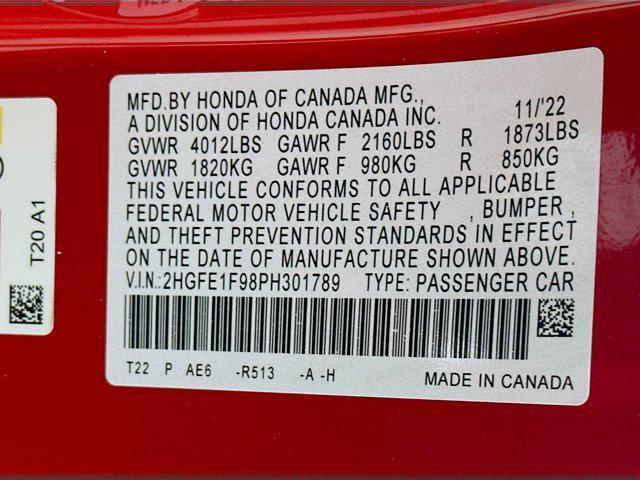 MFD.BY HONDA OF CANADA MFG.,
A DIVISION OF HONDA CANADA INC. 11/'22
GVWR 4012LBS GAWR F 2160LBS R 1873LBS
GVWR 1820KG GAWR F 980KG R 850KG
THIS VEHICLE CONFORMS TO ALL APPLICABLE
FEDERAL MOTOR VEHICLE SAFETY , BUMPER ,
AND THEFT PREVENTION STANDARDS IN EFFECT
ON THE DATE OF MANUFACTURE SHOWN ABOVE.
V.I.N.:2HGFE1F98PH301789 TYPE: PASSENGER CAR
T22 P AE6 -R513 -A -H
MADE IN CANADA
T20 A1